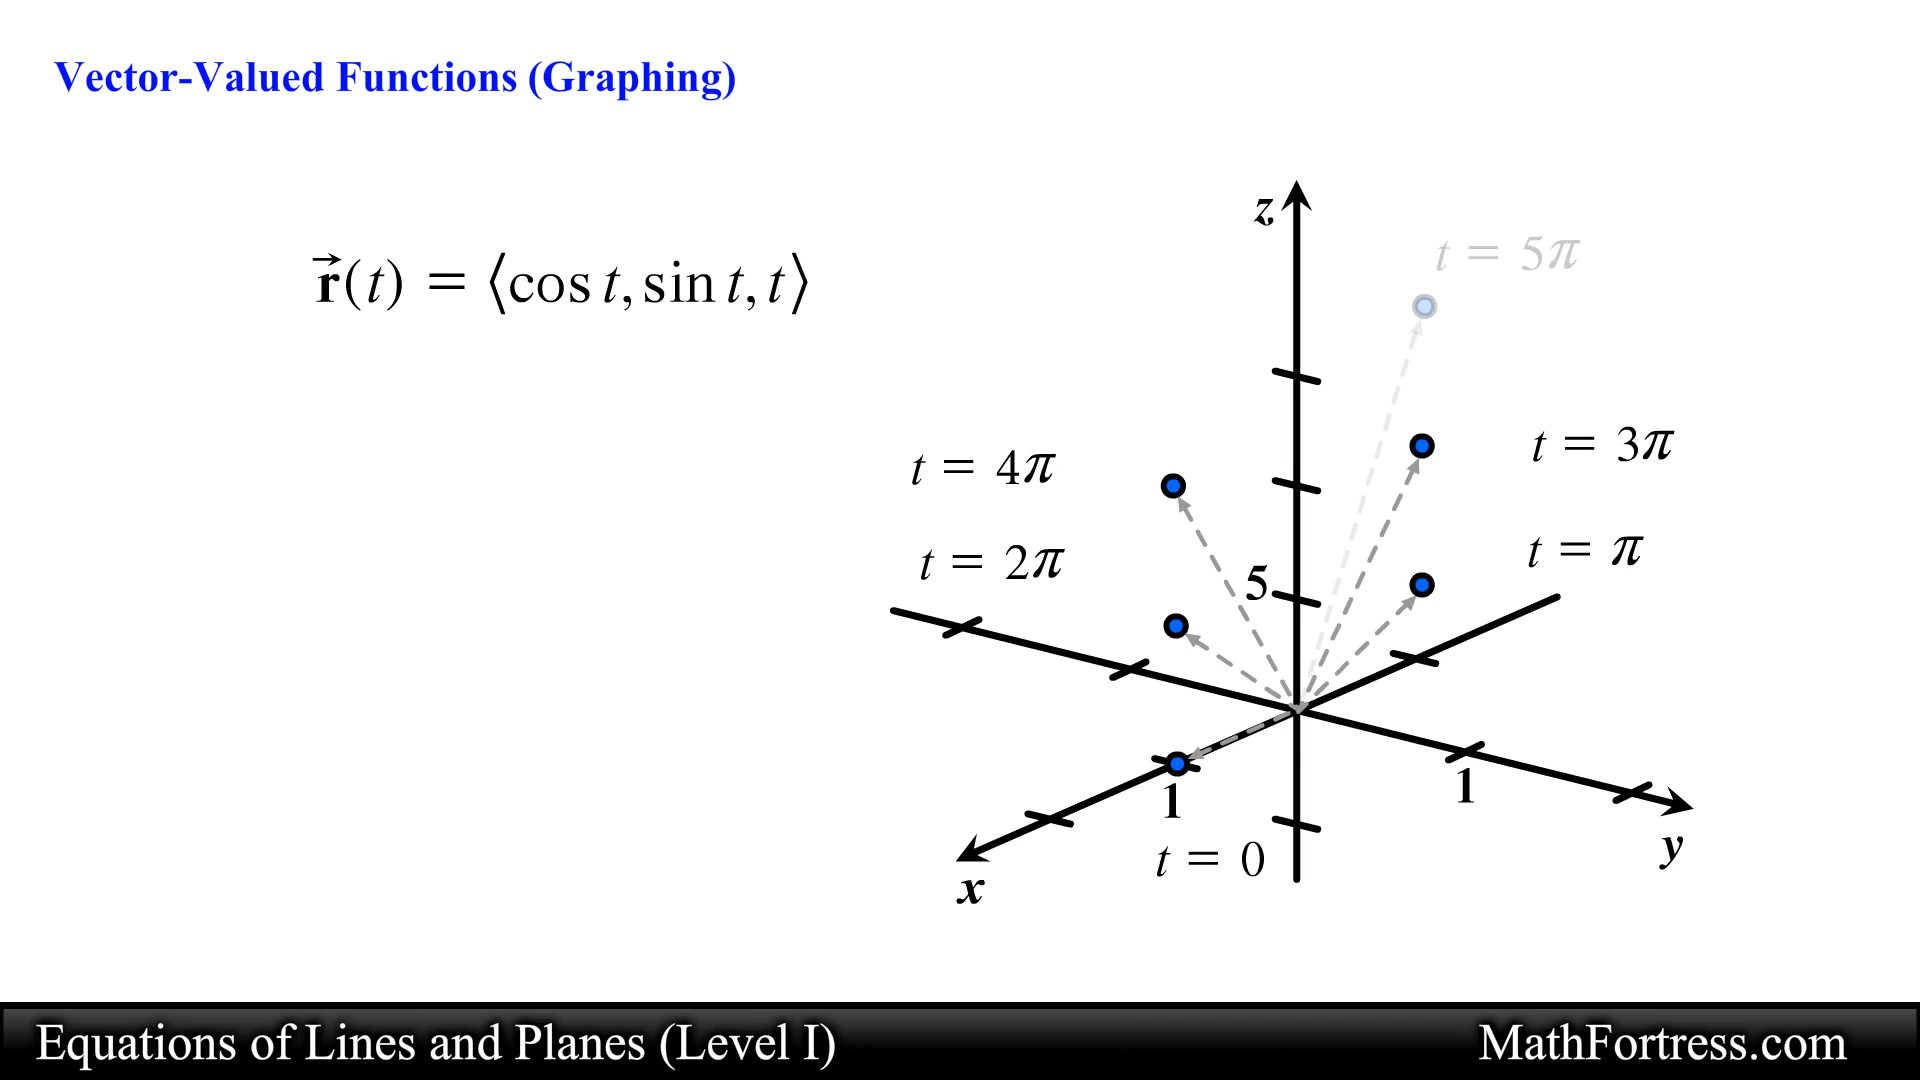 Vector-Valued Functions (Graphing)
r⃗(t) = ⟨cos t, sin t, t⟩
z
t = 5π
t = 4π
t = 3π
t = 2π
5
t = π
1
1
t = 0
y
x
Equations of Lines and Planes (Level I)
MathFortress.com